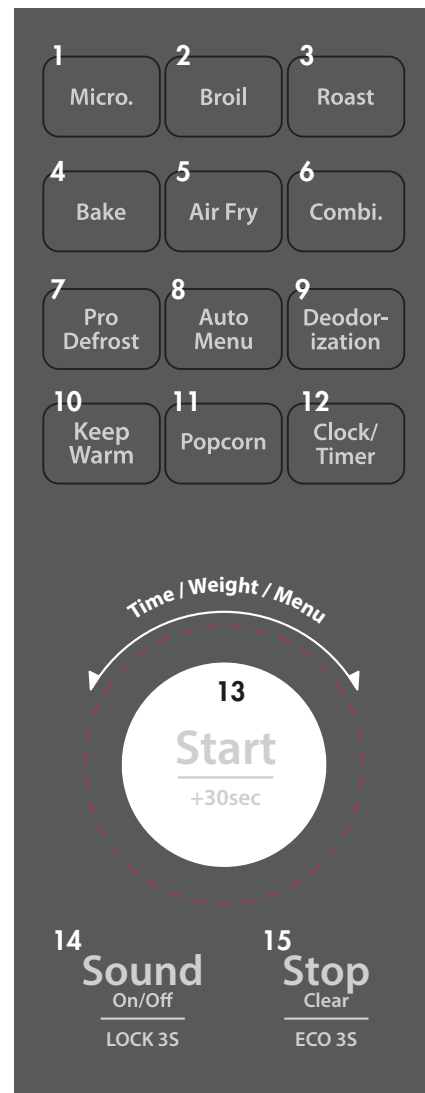 1 2 3
Micro. Broil Roast
4 5 6
Bake Air Fry Combi.
7 8 9
Pro Auto Deodor-
Defrost Menu ization
10 11 12
Keep Popcorn Clock/
Warm Timer
Time / Weight / Menu
13
Start
+30sec
14 15
Sound Stop
On/Off Clear
LOCK 3S ECO 3S